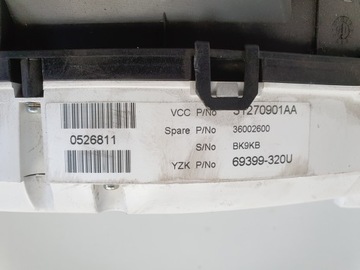 VCC P/No 31270901AA
0526811
Spare P/No 36002600
S/No BK9KB
YZK P/No 69399-320U